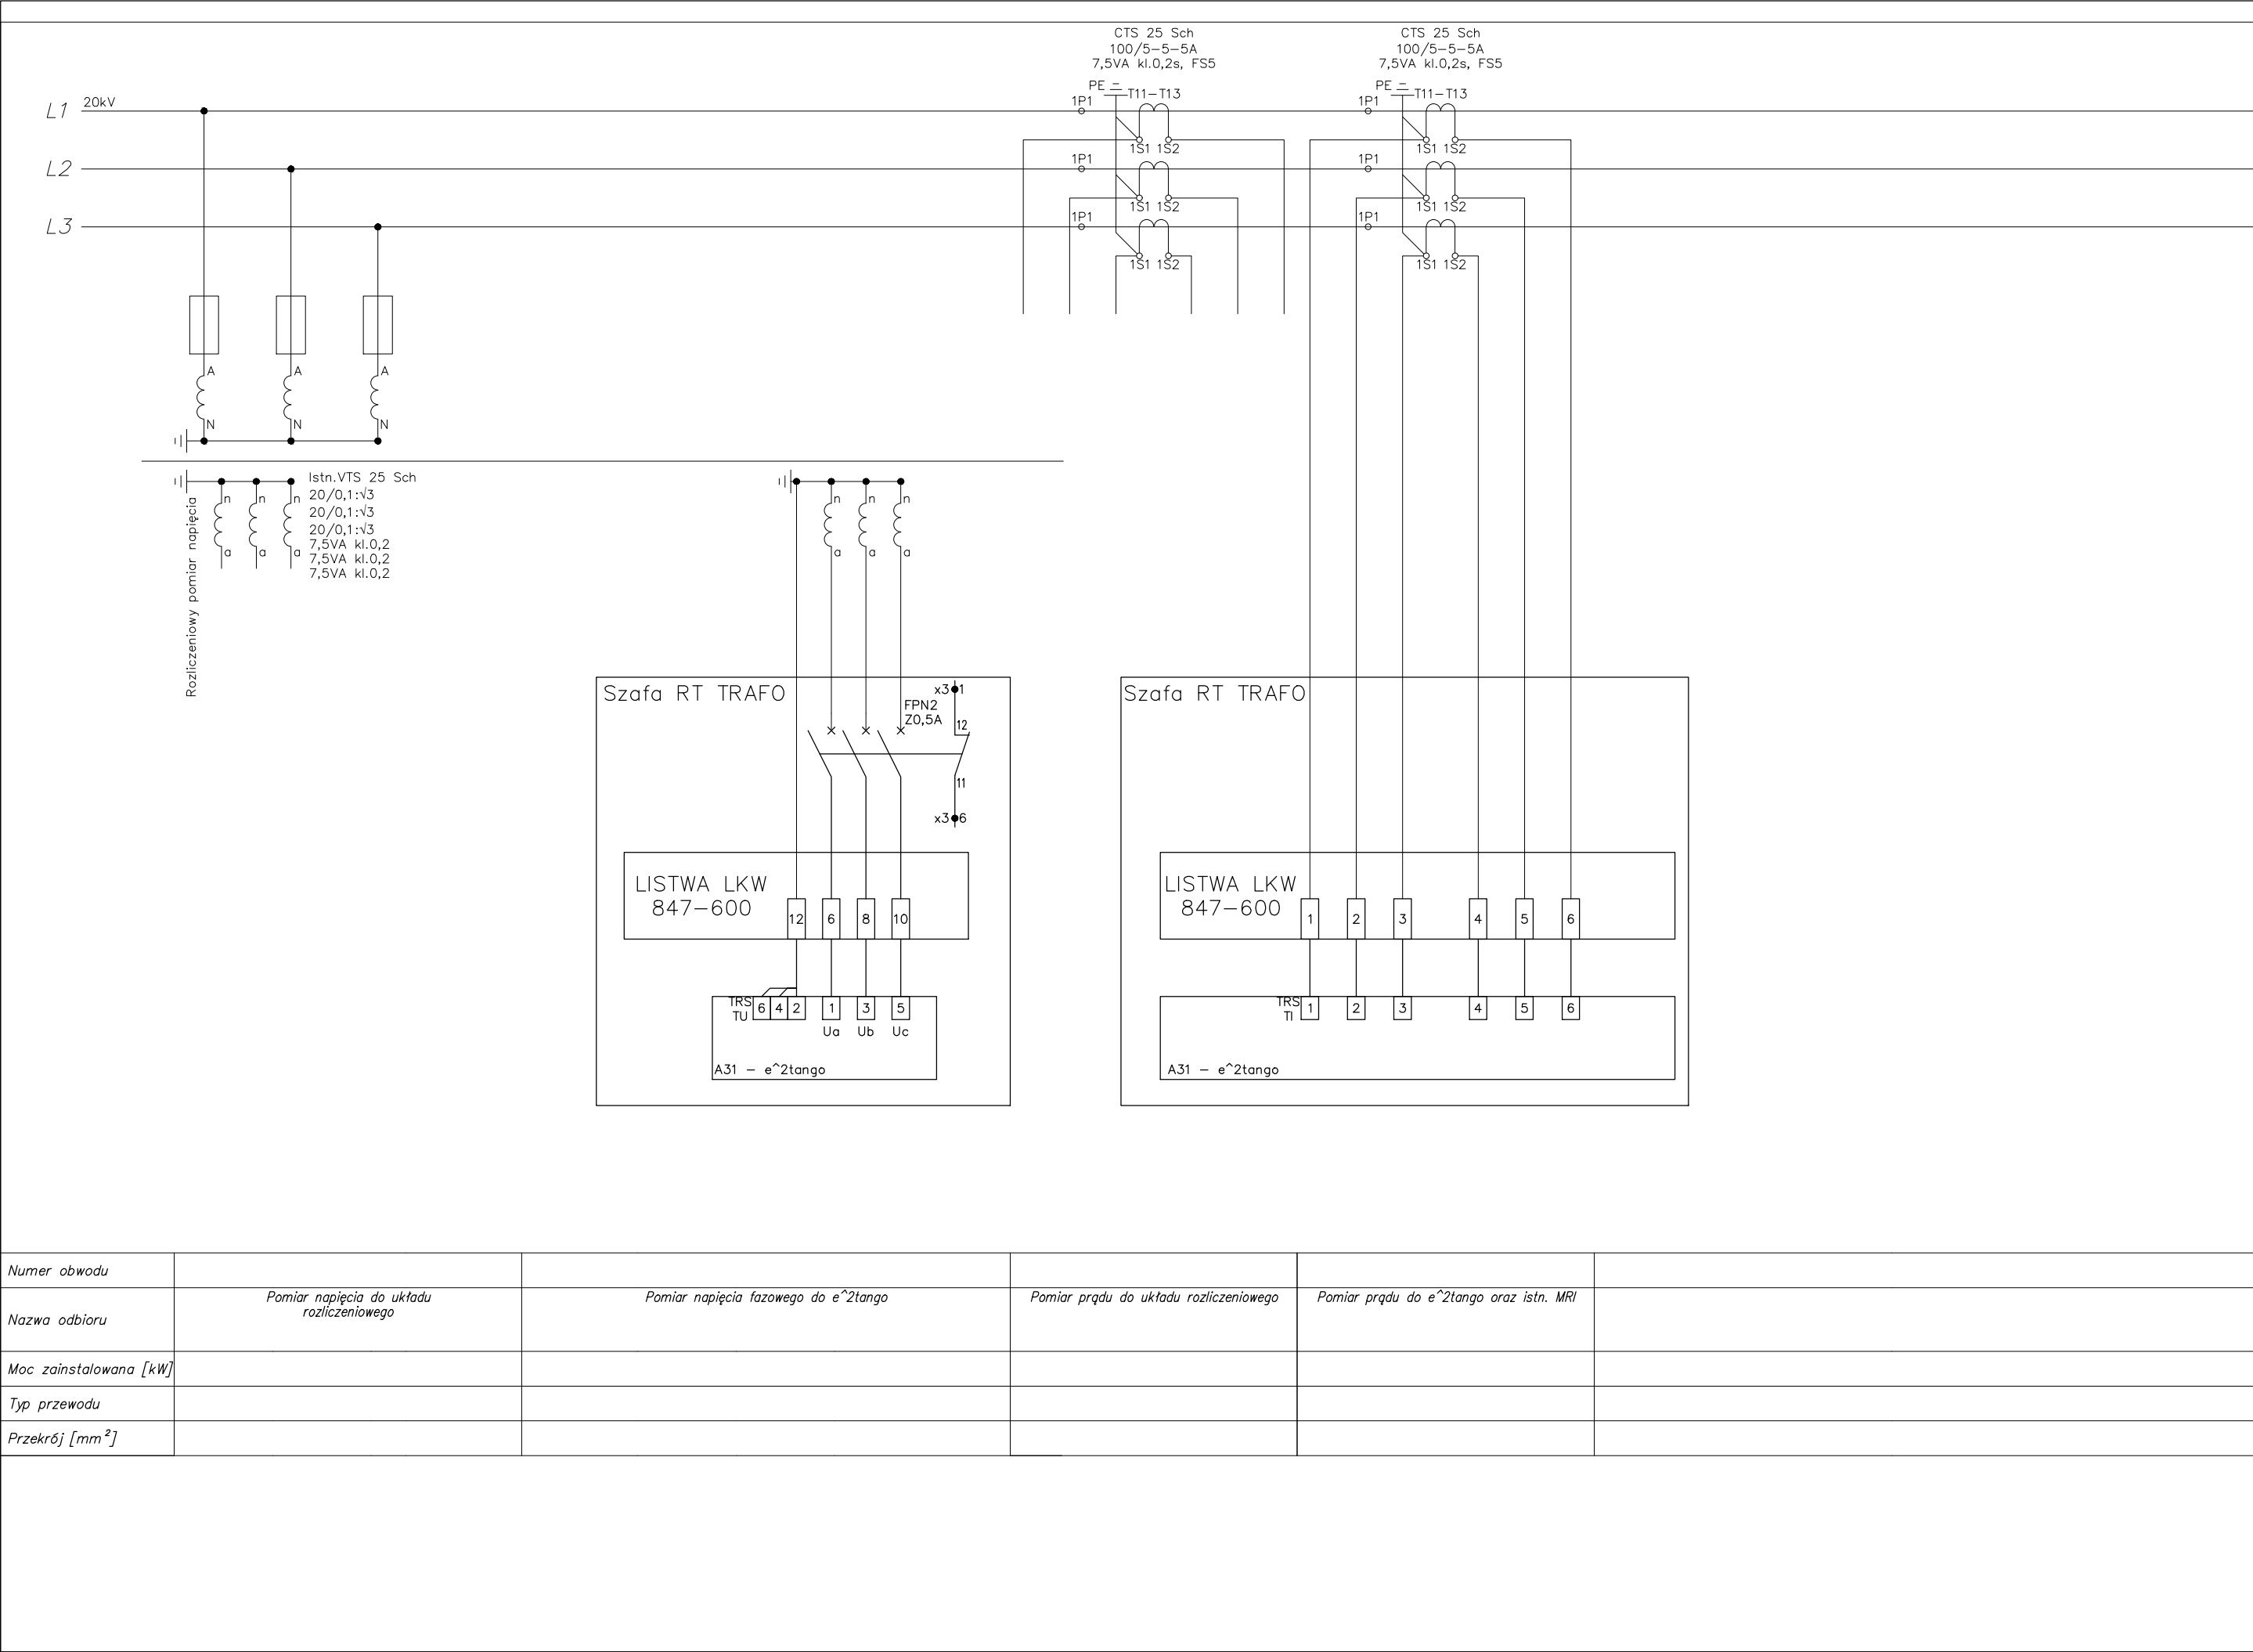 CTS 25 Sch
100/5-5-5A
7,5VA kl.0,2s, FS5
CTS 25 Sch
100/5-5-5A
7,5VA kl.0,2s, FS5
PE T11-T13
PE T11-T13
L1 20kV 1P1 1P1
1S1 1S2 1S1 1S2
L2 1P1 1P1
1S1 1S2 1S1 1S2
L3 1P1 1P1
1S1 1S2 1S1 1S2
A A A
N N N
Rozliczeniowy pomiar napięcia
n n n
a a a
Istn.VTS 25 Sch
20/0,1:√3
20/0,1:√3
20/0,1:√3
7,5VA kl.0,2
7,5VA kl.0,2
7,5VA kl.0,2
n n n
a a a
Szafa RT TRAFO
x3 1
FPN2
Z0,5A
12
11
x3 6
LISTWA LKW
847-600
12 6 8 10
TRS
TU
6 4 2 1 3 5
Ua Ub Uc
A31 - e^2tango
Szafa RT TRAFO
LISTWA LKW
847-600
1 2 3 4 5 6
TRS
TI
1 2 3 4 5 6
A31 - e^2tango
Numer obwodu
Nazwa odbioru
Pomiar napięcia do układu
rozliczeniowego
Pomiar napięcia fazowego do e^2tango
Pomiar prądu do układu rozliczeniowego
Pomiar prądu do e^2tango oraz istn. MRI
Moc zainstalowana [kW]
Typ przewodu
Przekrój [mm²]